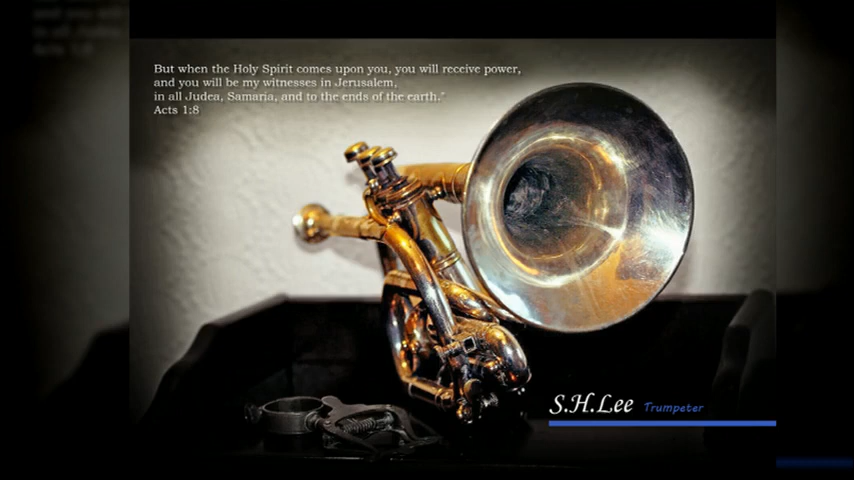 But when the Holy Spirit comes upon you, you will receive power,
and you will be my witnesses in Jerusalem,
in all Judea, Samaria, and to the ends of the earth."
Acts 1:8
S.H.Lee Trumpeter